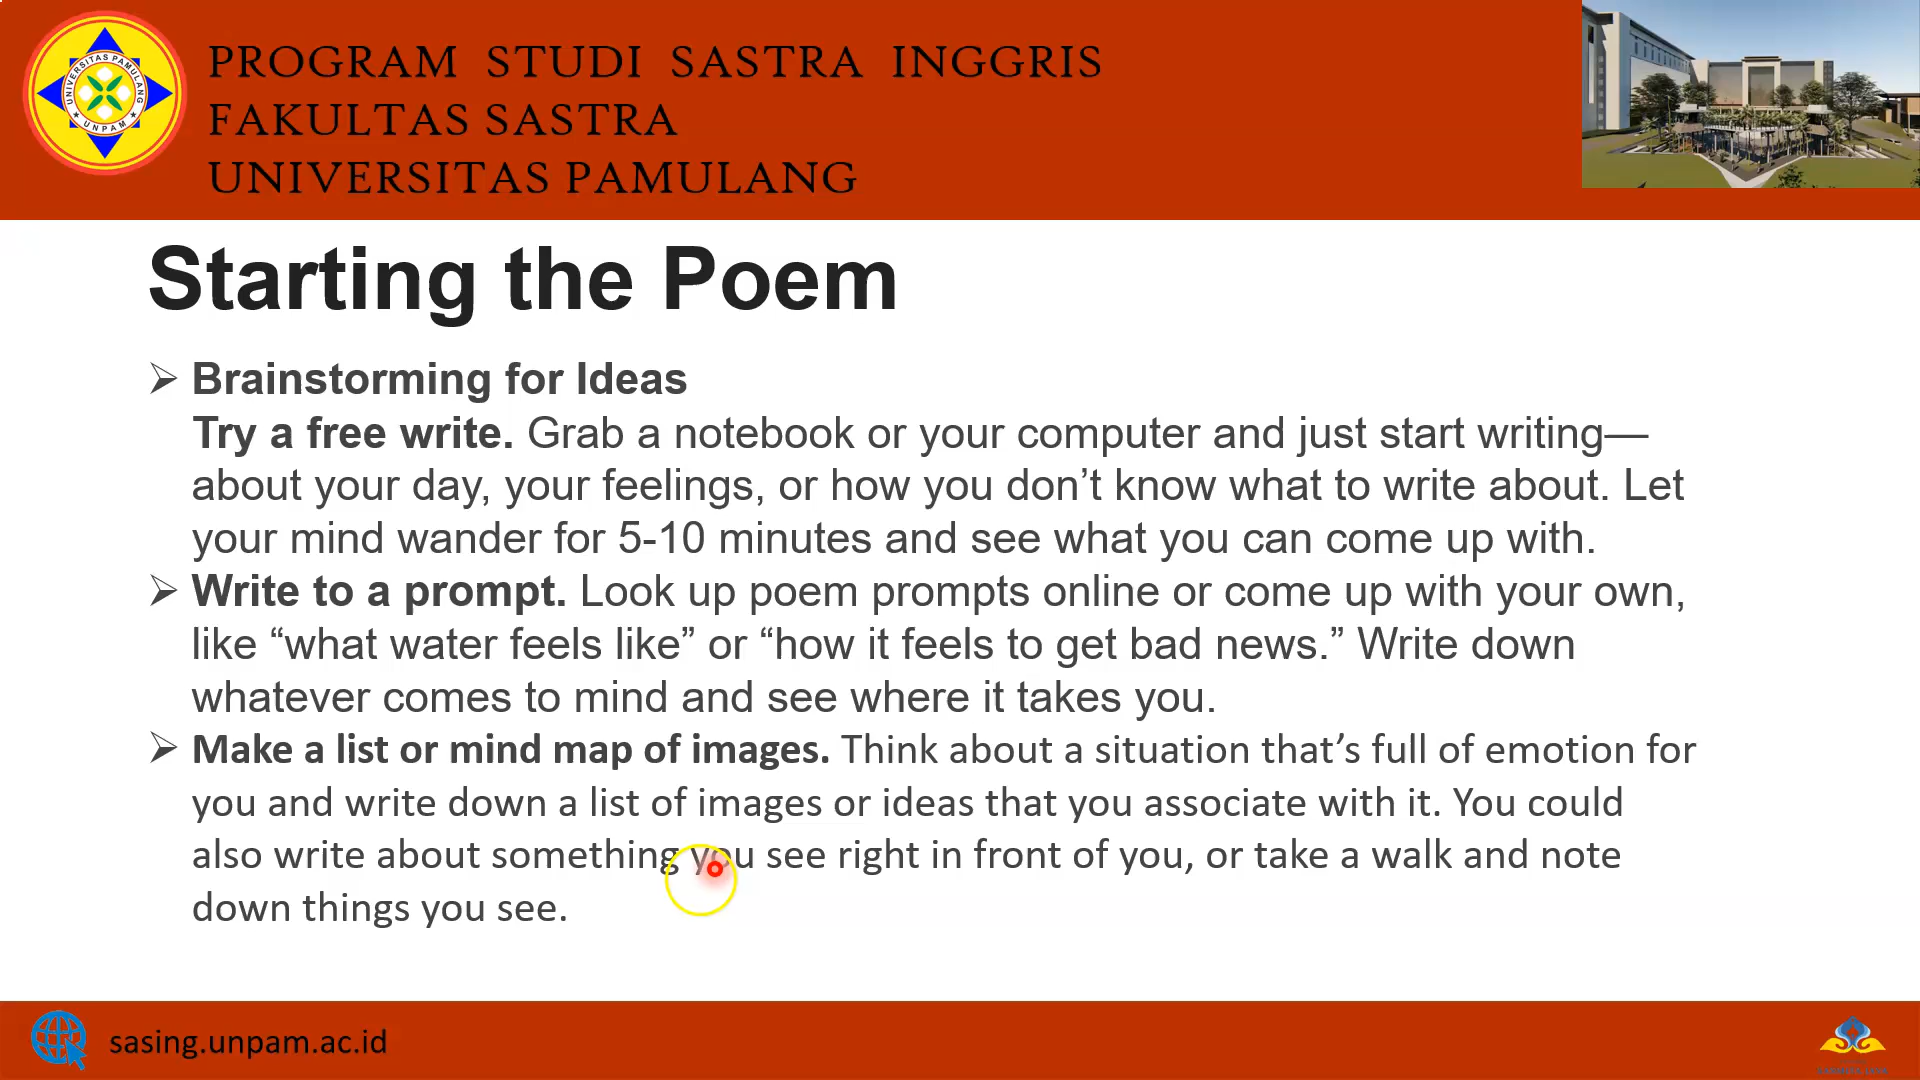 UNIVERSITAS PAMULANG
UNPAM
PROGRAM STUDI SASTRA INGGRIS
FAKULTAS SASTRA
UNIVERSITAS PAMULANG
Starting the Poem
➢ Brainstorming for Ideas
Try a free write. Grab a notebook or your computer and just start writing—
about your day, your feelings, or how you don’t know what to write about. Let
your mind wander for 5-10 minutes and see what you can come up with.
➢ Write to a prompt. Look up poem prompts online or come up with your own,
like “what water feels like” or “how it feels to get bad news.” Write down
whatever comes to mind and see where it takes you.
➢ Make a list or mind map of images. Think about a situation that’s full of emotion for
you and write down a list of images or ideas that you associate with it. You could
also write about something you see right in front of you, or take a walk and note
down things you see.
sasing.unpam.ac.id